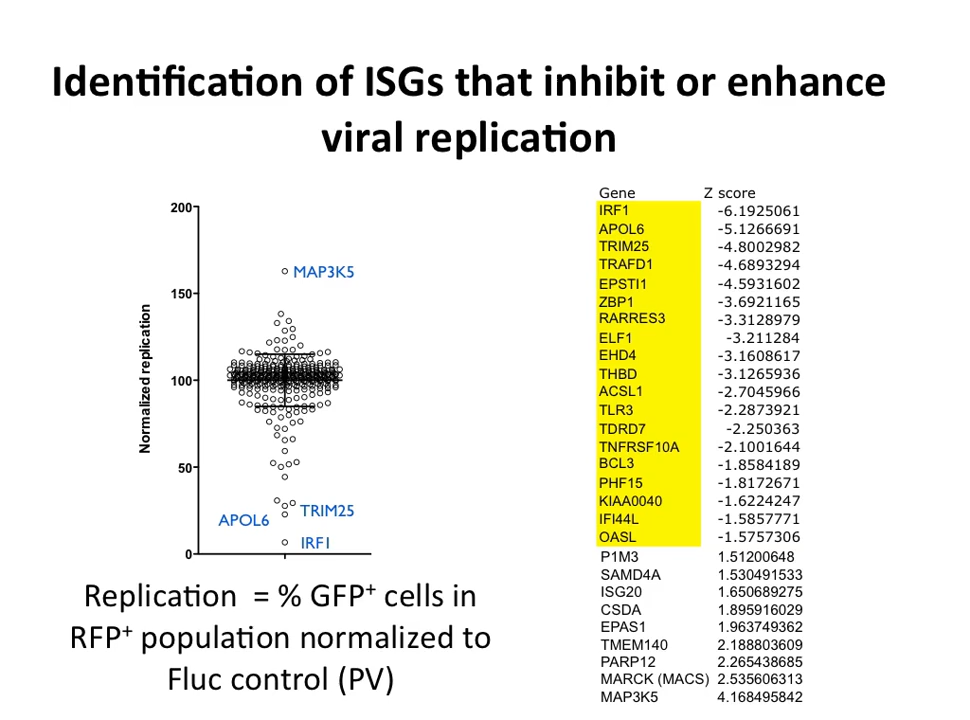 Identification of ISGs that inhibit or enhance
viral replication
200
150
100
50
0
Normalized replication
MAP3K5
TRIM25
APOL6
IRF1
Replication = % GFP+ cells in
RFP+ population normalized to
Fluc control (PV)
Gene Z score
IRF1 -6.1925061
APOL6 -5.1266691
TRIM25 -4.8002982
TRAFD1 -4.6893294
EPSTI1 -4.5931602
ZBP1 -3.6921165
RARRES3 -3.3128979
ELF1 -3.211284
EHD4 -3.1608617
THBD -3.1265936
ACSL1 -2.7045966
TLR3 -2.2873921
TDRD7 -2.250363
TNFRSF10A -2.1001644
BCL3 -1.8584189
PHF15 -1.8172671
KIAA0040 -1.6224247
IFI44L -1.5857771
OASL -1.5757306
P1M3 1.51200648
SAMD4A 1.530491533
ISG20 1.650689275
CSDA 1.895916029
EPAS1 1.963749362
TMEM140 2.188803609
PARP12 2.265438685
MARCK (MACS) 2.535606313
MAP3K5 4.168495842